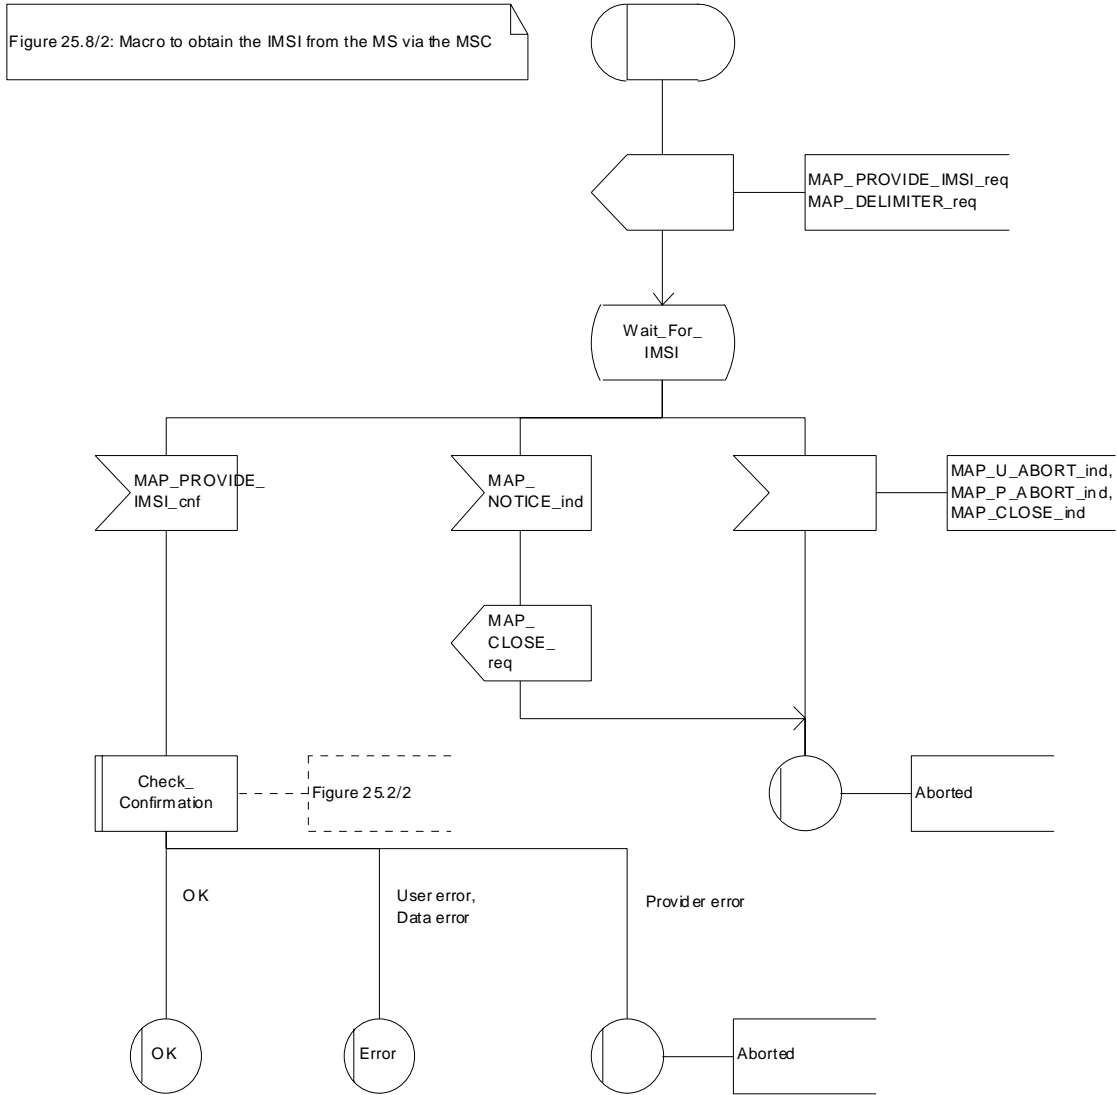 Figure 25.8/2: Macro to obtain the IMSI from the MS via the MSC
MAP_PROVIDE_IMSI_req
MAP_DELIMITER_req
Wait_For_
IMSI
MAP_PROVIDE_
IMSI_cnf
MAP_
NOTICE_ind
MAP_U_ABORT_ind,
MAP_P_ABORT_ind,
MAP_CLOSE_ind
MAP_
CLOSE_
req
Check_
Confirmation
Figure 25.2/2
Aborted
OK
User error,
Data error
Provider error
OK
Error
Aborted